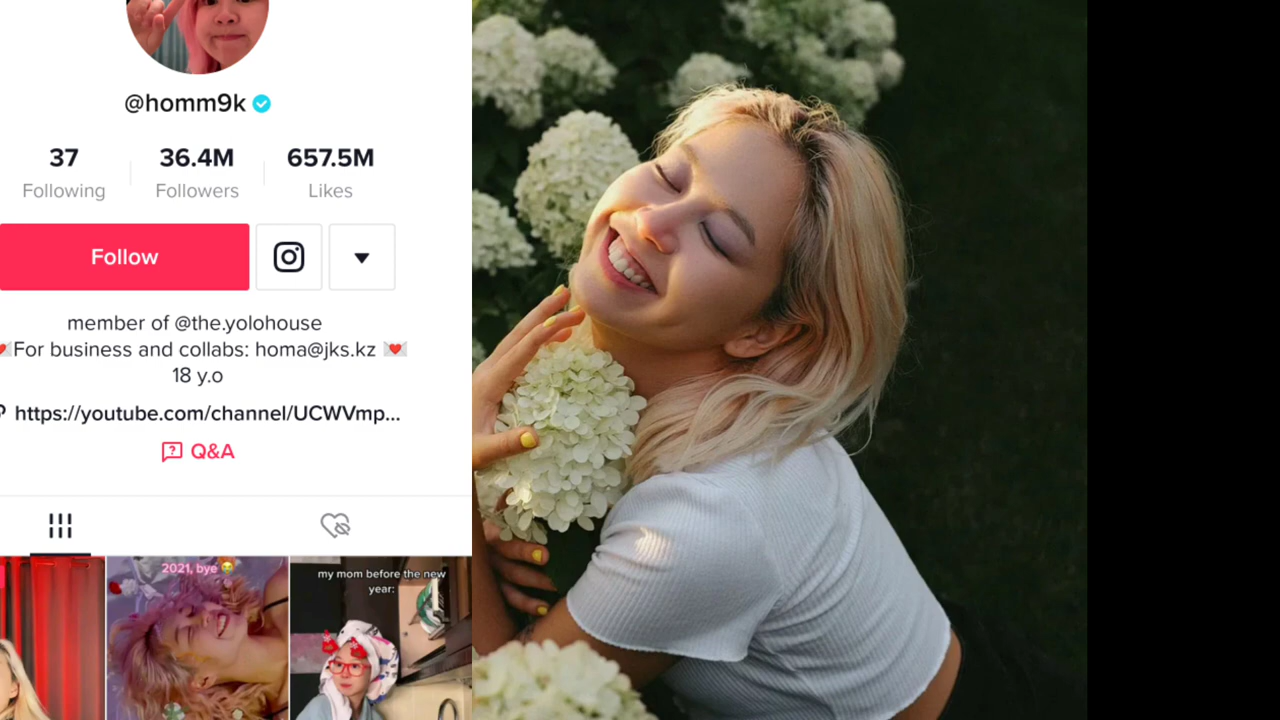 @homm9k
37 36.4M 657.5M
Following Followers Likes
Follow
member of @the.yolohouse
💌For business and collabs: homa@jks.kz 💌
18 y.o
https://youtube.com/channel/UCWVmp...
Q&A
2021, bye 😭
my mom before the new
year: